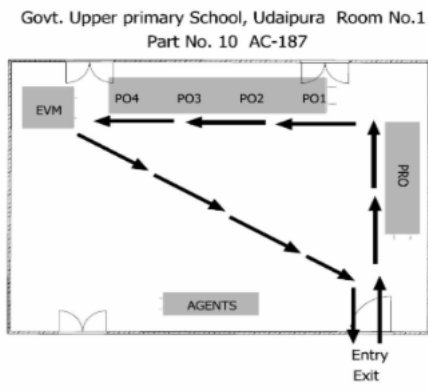 Govt. Upper primary School, Udaipura Room No.1
Part No. 10 AC-187
EVM
PO4 PO3 PO2 PO1
PRO
AGENTS
Entry
Exit